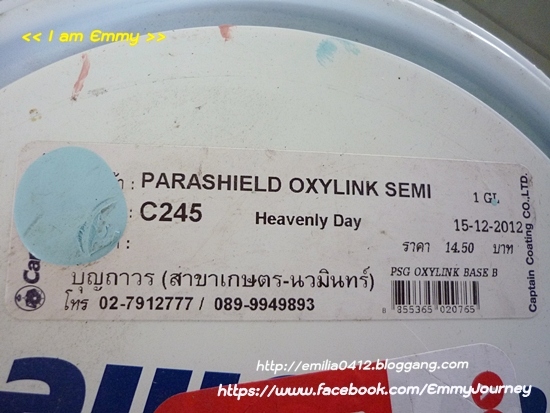 << I am Emmy >>
: PARASHIELD OXYLINK SEMI 1 GL
: C245 Heavenly Day 15-12-2012
: ราคา 14.50 บาท
PSG OXYLINK BASE B
บุญถาวร (สาขาเกษตร-นวมินทร์)
โทร 02-7912777 / 089-9949893
8 855365 020765
Captain Coating CO.,LTD.
http://emilia0412.bloggang.com
https://www.facebook.com/EmmyJourney